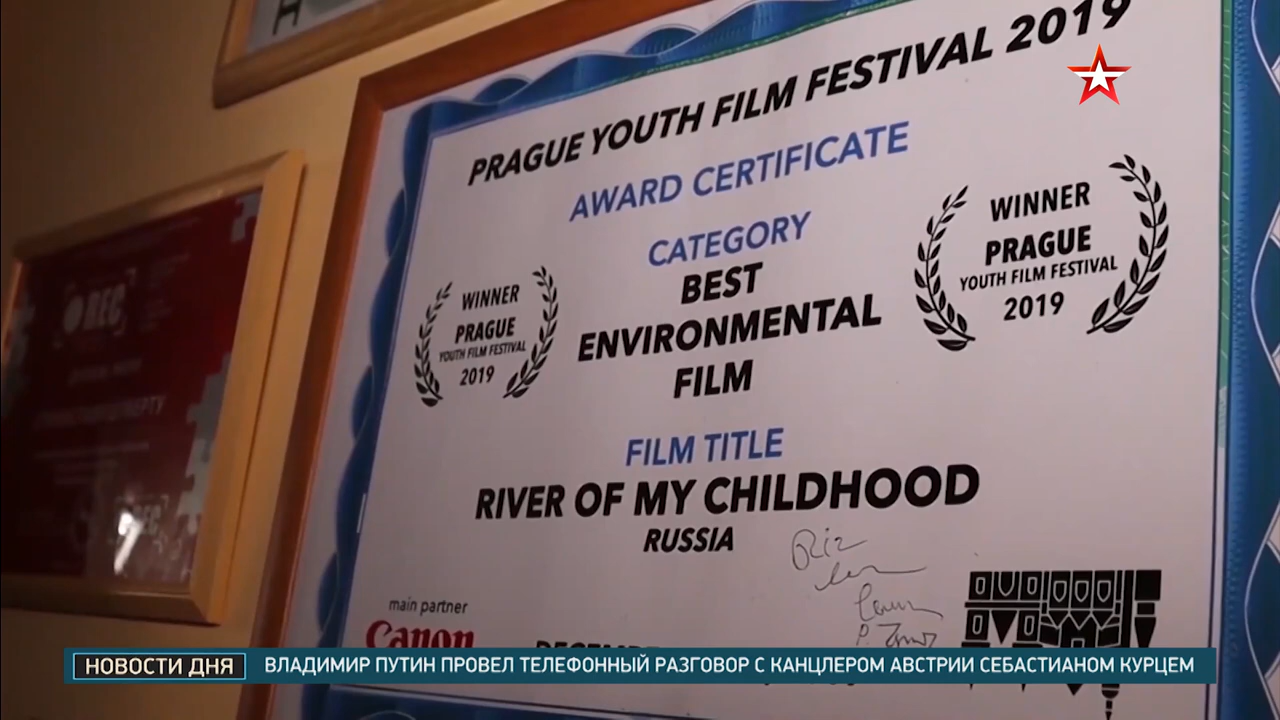 PRAGUE YOUTH FILM FESTIVAL 2019
AWARD CERTIFICATE
CATEGORY
BEST
ENVIRONMENTAL
FILM
WINNER
PRAGUE
YOUTH FILM FESTIVAL
2019
WINNER
PRAGUE
YOUTH FILM FESTIVAL
2019
FILM TITLE
RIVER OF MY CHILDHOOD
RUSSIA
main partner
Canon
REC
НОВОСТИ ДНЯ
ВЛАДИМИР ПУТИН ПРОВЕЛ ТЕЛЕФОННЫЙ РАЗГОВОР С КАНЦЛЕРОМ АВСТРИИ СЕБАСТИАНОМ КУРЦЕМ